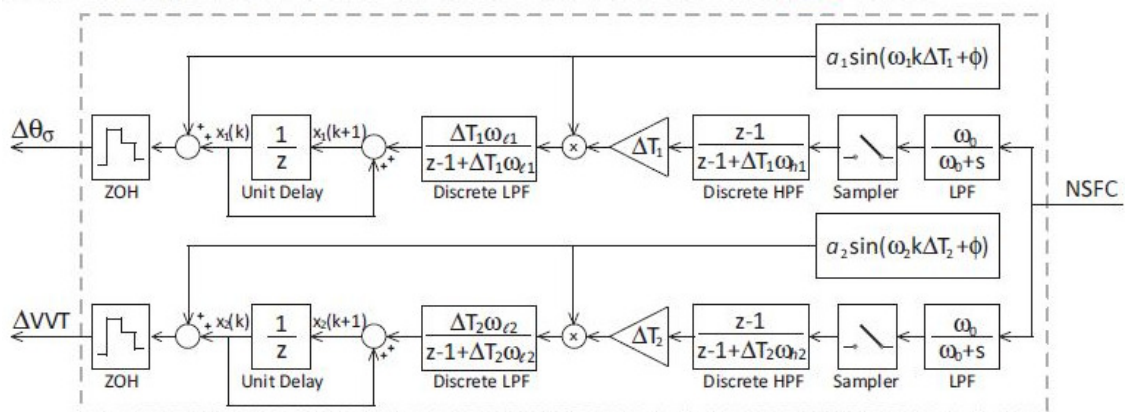 a₁sin(ω₁kΔT₁+ϕ)
Δθσ
+
+
x₁(k)
1
z
x₁(k+1)
+
+
ΔT₁ωℓ₁
z-1+ΔT₁ωℓ₁
x
ΔT₁
z-1
z-1+ΔT₁ωh₁
ω₀
ω₀+s
ZOH
Unit Delay
Discrete LPF
Discrete HPF
Sampler
LPF
NSFC
a₂sin(ω₂kΔT₂+ϕ)
ΔVVT
+
+
x₂(k)
1
z
x₂(k+1)
+
+
ΔT₂ωℓ₂
z-1+ΔT₂ωℓ₂
x
ΔT₂
z-1
z-1+ΔT₂ωh₂
ω₀
ω₀+s
ZOH
Unit Delay
Discrete LPF
Discrete HPF
Sampler
LPF